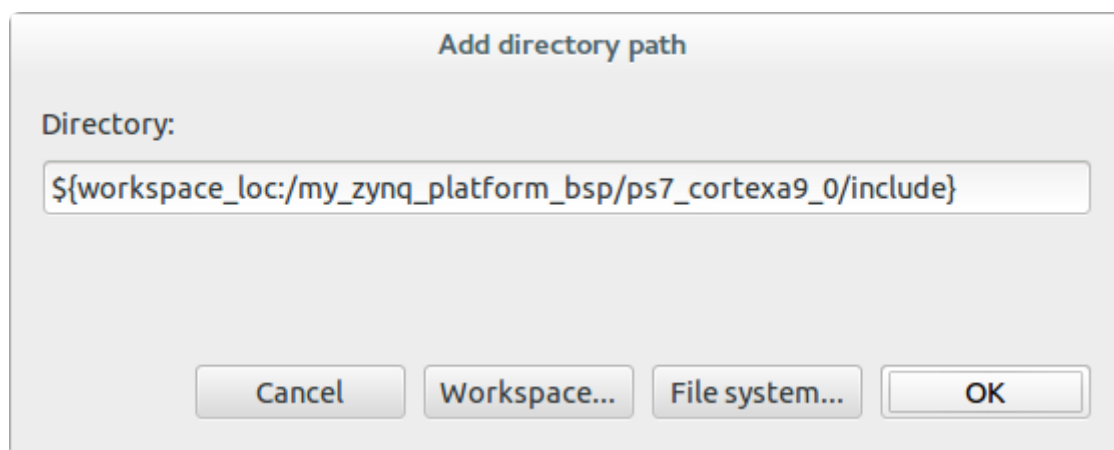 Add directory path
Directory:
${workspace_loc:/my_zynq_platform_bsp/ps7_cortexa9_0/include}
Cancel Workspace... File system... OK